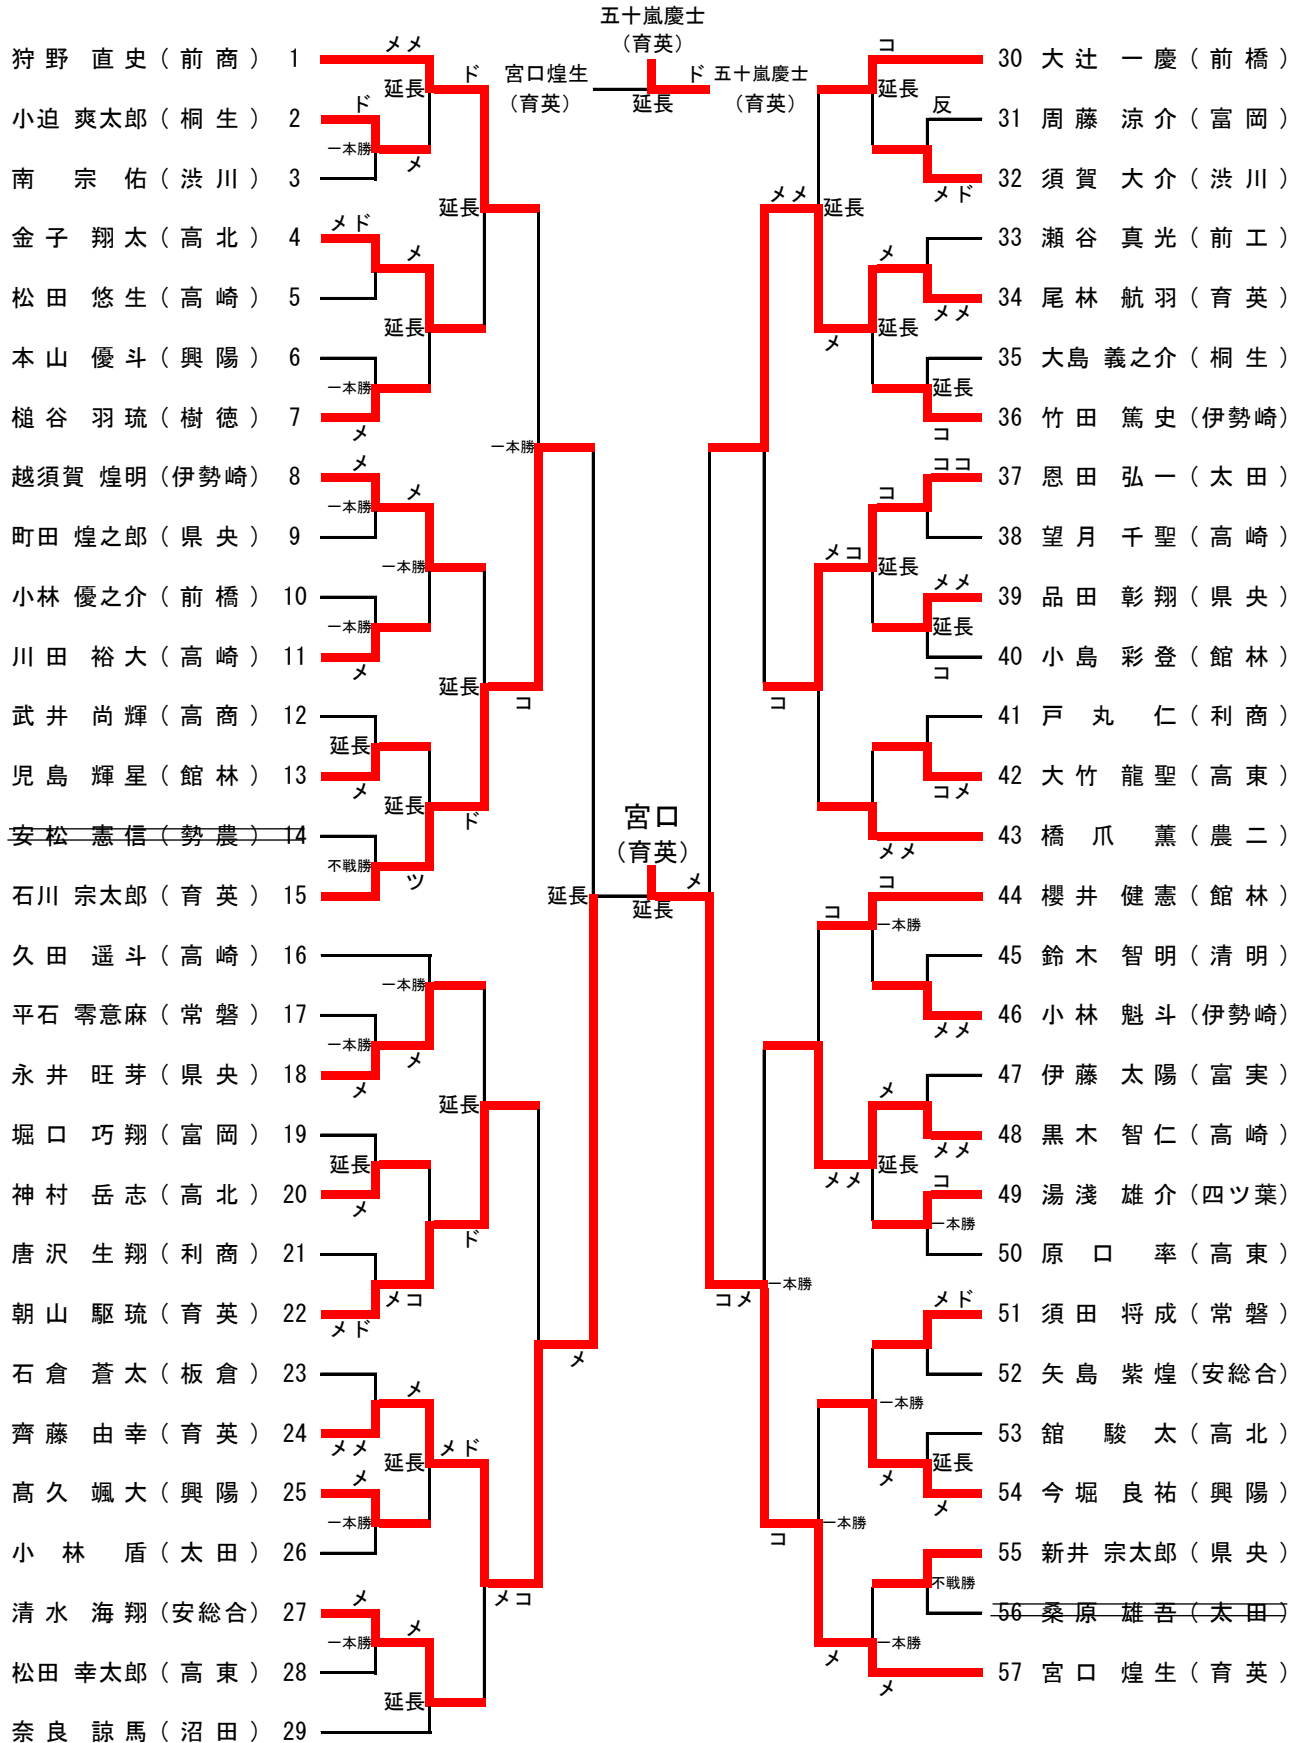 五十嵐慶士
（育英）
宮口煌生
（育英）
延長
ド
五十嵐慶士
（育英）
狩野 直史（前商） 1
小迫 爽太郎（桐生） 2
南 宗佑（渋川） 3
金子 翔太（高北） 4
松田 悠生（高崎） 5
本山 優斗（興陽） 6
槌谷 羽琉（樹徳） 7
越須賀 煌明（伊勢崎） 8
町田 煌之郎（県央） 9
小林 優之介（前橋） 10
川田 裕大（高崎） 11
武井 尚輝（高商） 12
児島 輝星（館林） 13
安松 憲信（勢農） 14
石川 宗太郎（育英） 15
久田 遥斗（高崎） 16
平石 零意麻（常磐） 17
永井 旺芽（県央） 18
堀口 巧翔（富岡） 19
神村 岳志（高北） 20
唐沢 生翔（利商） 21
朝山 駆琉（育英） 22
石倉 蒼太（板倉） 23
齊藤 由幸（育英） 24
髙久 颯大（興陽） 25
小林 盾（太田） 26
清水 海翔（安総合） 27
松田 幸太郎（高東） 28
奈良 諒馬（沼田） 29
メメ
延長
ド
ド
一本勝
メ
延長
メド
メ
延長
一本勝
メ
一本勝
メ
一本勝
メ
一本勝
一本勝
メ
延長
コ
延長
メ
延長
ド
不戦勝
ツ
延長
一本勝
一本勝
メ
メ
延長
延長
メ
ド
メコ
メド
メ
メ
メメ
延長
メド
メ
一本勝
メコ
メ
一本勝
メ
延長
宮口
（育英）
延長
メ
30 大辻 一慶（前橋）
31 周藤 涼介（富岡）
32 須賀 大介（渋川）
33 瀬谷 真光（前工）
34 尾林 航羽（育英）
35 大島 義之介（桐生）
36 竹田 篤史（伊勢崎）
37 恩田 弘一（太田）
38 望月 千聖（高崎）
39 品田 彰翔（県央）
40 小島 彩登（館林）
41 戸丸 仁（利商）
42 大竹 龍聖（高東）
43 橋爪 薫（農二）
44 櫻井 健憲（館林）
45 鈴木 智明（清明）
46 小林 魁斗（伊勢崎）
47 伊藤 太陽（富実）
48 黒木 智仁（高崎）
49 湯淺 雄介（四ツ葉）
50 原口 率（高東）
51 須田 将成（常磐）
52 矢島 紫煌（安総合）
53 舘 駿太（高北）
54 今堀 良祐（興陽）
55 新井 宗太郎（県央）
56 桑原 雄吾（太田）
57 宮口 煌生（育英）
コ
延長
反
メド
メメ
延長
メ
メメ
延長
メ
延長
コ
ココ
コ
メコ
延長
メメ
延長
コ
コ
コメ
メメ
コ
コ
一本勝
メメ
メ
メメ
延長
メメ
コ
一本勝
一本勝
コメ
メド
一本勝
延長
メ
メ
一本勝
コ
不戦勝
一本勝
メ
メ